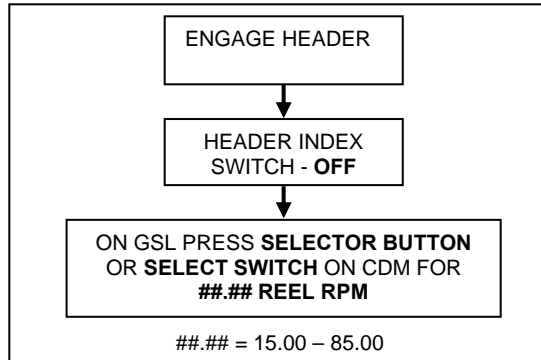 ENGAGE HEADER
HEADER INDEX
SWITCH - OFF
ON GSL PRESS SELECTOR BUTTON
OR SELECT SWITCH ON CDM FOR
##.## REEL RPM
##.## = 15.00 – 85.00